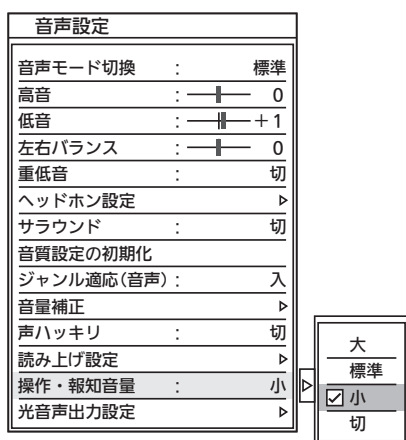 音声設定
音声モード切換 : 標準
高音 : 0
低音 : +1
左右バランス : 0
重低音 : 切
ヘッドホン設定
サラウンド : 切
音質設定の初期化
ジャンル適応(音声) : 入
音量補正
声ハッキリ : 切
読み上げ設定
操作・報知音量 : 小
光音声出力設定
大
標準
小
切